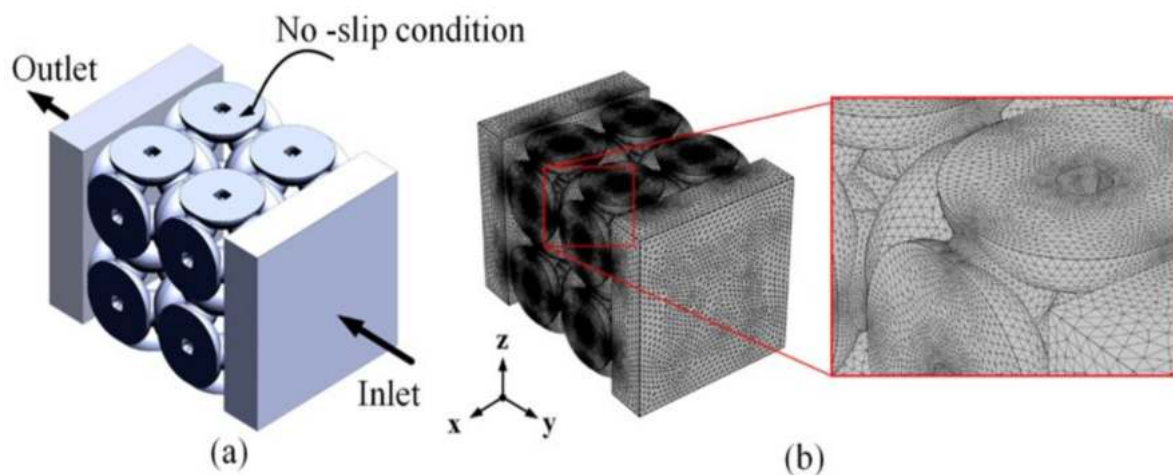 No -slip condition
Outlet
Inlet
(a)
z
x
y
(b)